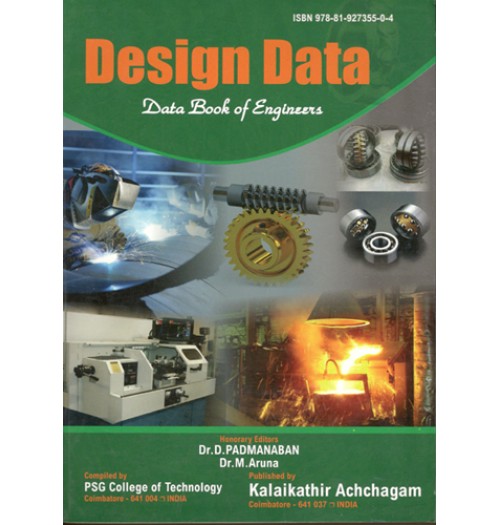 ISBN 978-81-927355-0-4
Design Data
Data Book of Engineers
Honorary Editors
Dr.D.PADMANABAN
Dr.M.Aruna
Compiled by
PSG College of Technology
Coimbatore - 641 004 INDIA
Published by
Kalaikathir Achchagam
Coimbatore - 641 037 INDIA